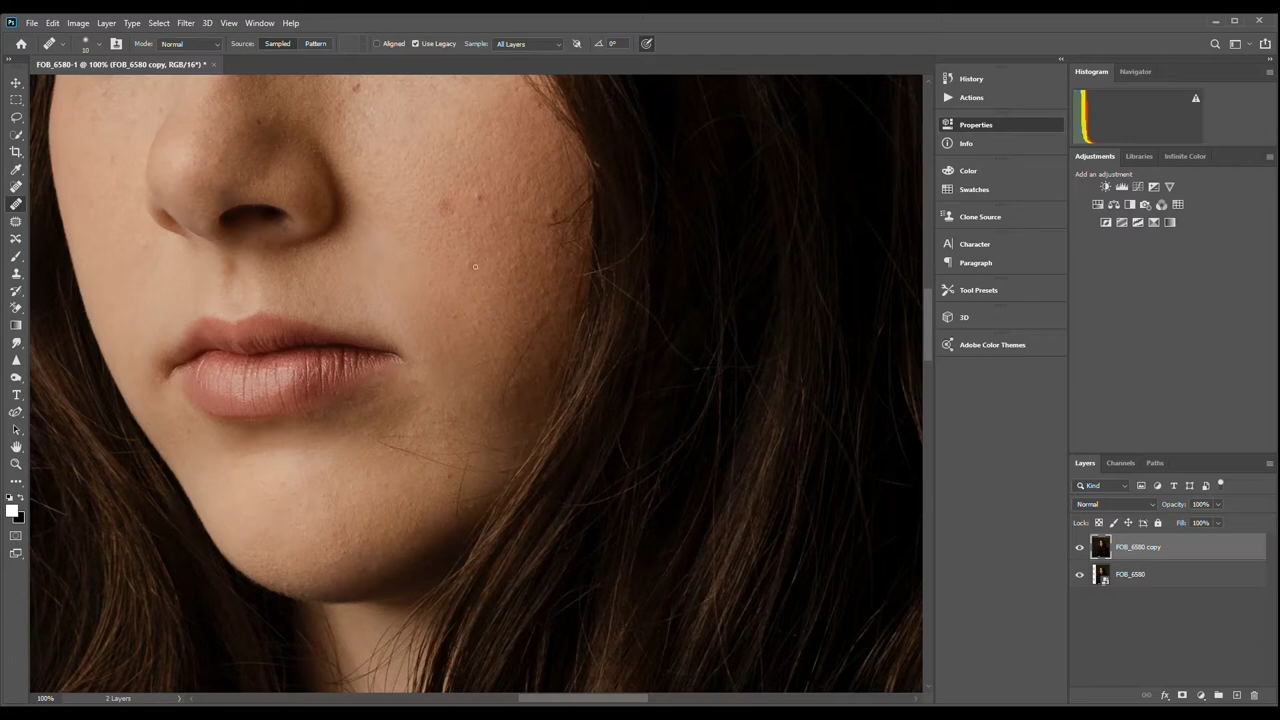 Ps File Edit Image Layer Type Select Filter 3D View Window Help
10 Mode: Normal Source: Sampled Pattern Aligned Use Legacy Sample: All Layers 0°
FOB_6580-1 @ 100% (FOB_6580 copy, RGB/16*) * ×
History
Actions
Properties
Info
Color
Swatches
Clone Source
Character
Paragraph
Tool Presets
3D
Adobe Color Themes
Histogram Navigator
Adjustments Libraries Infinite Color
Add an adjustment
Layers Channels Paths
Kind
Normal Opacity: 100%
Lock: Fill: 100%
FOB_6580 copy
FOB_6580
100% 2 Layers